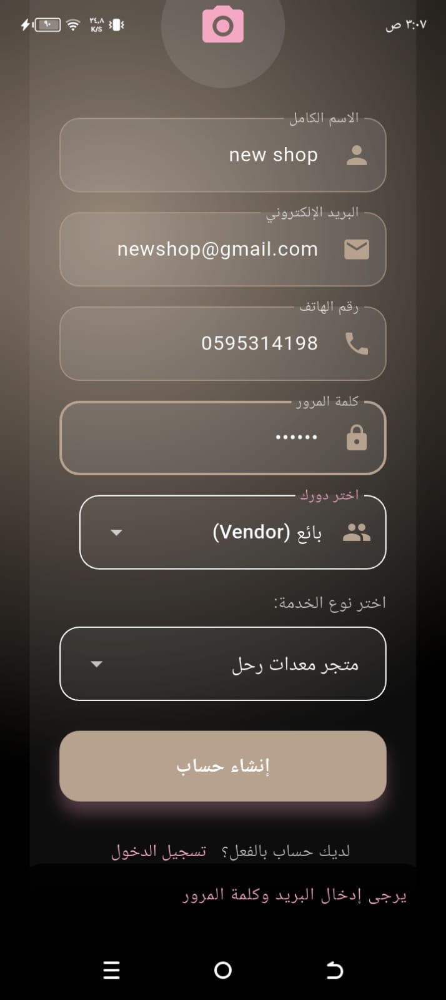 ٣:٠٧ ص
٣٤,٨ K/S
٩٠
الاسم الكامل
new shop
البريد الإلكتروني
newshop@gmail.com
رقم الهاتف
0595314198
كلمة المرور
••••••
اختر دورك
بائع (Vendor)
اختر نوع الخدمة:
متجر معدات رحل
إنشاء حساب
لديك حساب بالفعل؟ تسجيل الدخول
يرجى إدخال البريد وكلمة المرور